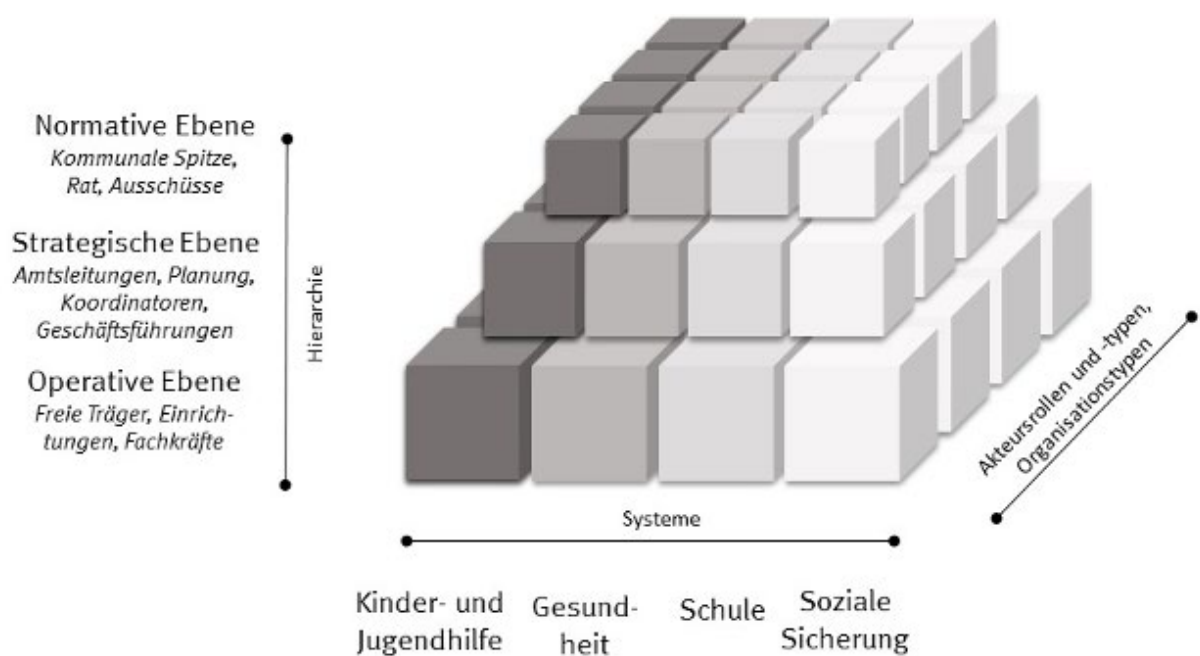 Normative Ebene
Kommunale Spitze,
Rat, Ausschüsse
Strategische Ebene
Amtsleitungen, Planung,
Koordinatoren,
Geschäftsführungen
Operative Ebene
Freie Träger, Einrich-
tungen, Fachkräfte
Hierarchie
Akteursrollen und -typen,
Organisationstypen
Systeme
Kinder- und
Jugendhilfe
Gesund-
heit
Schule
Soziale
Sicherung